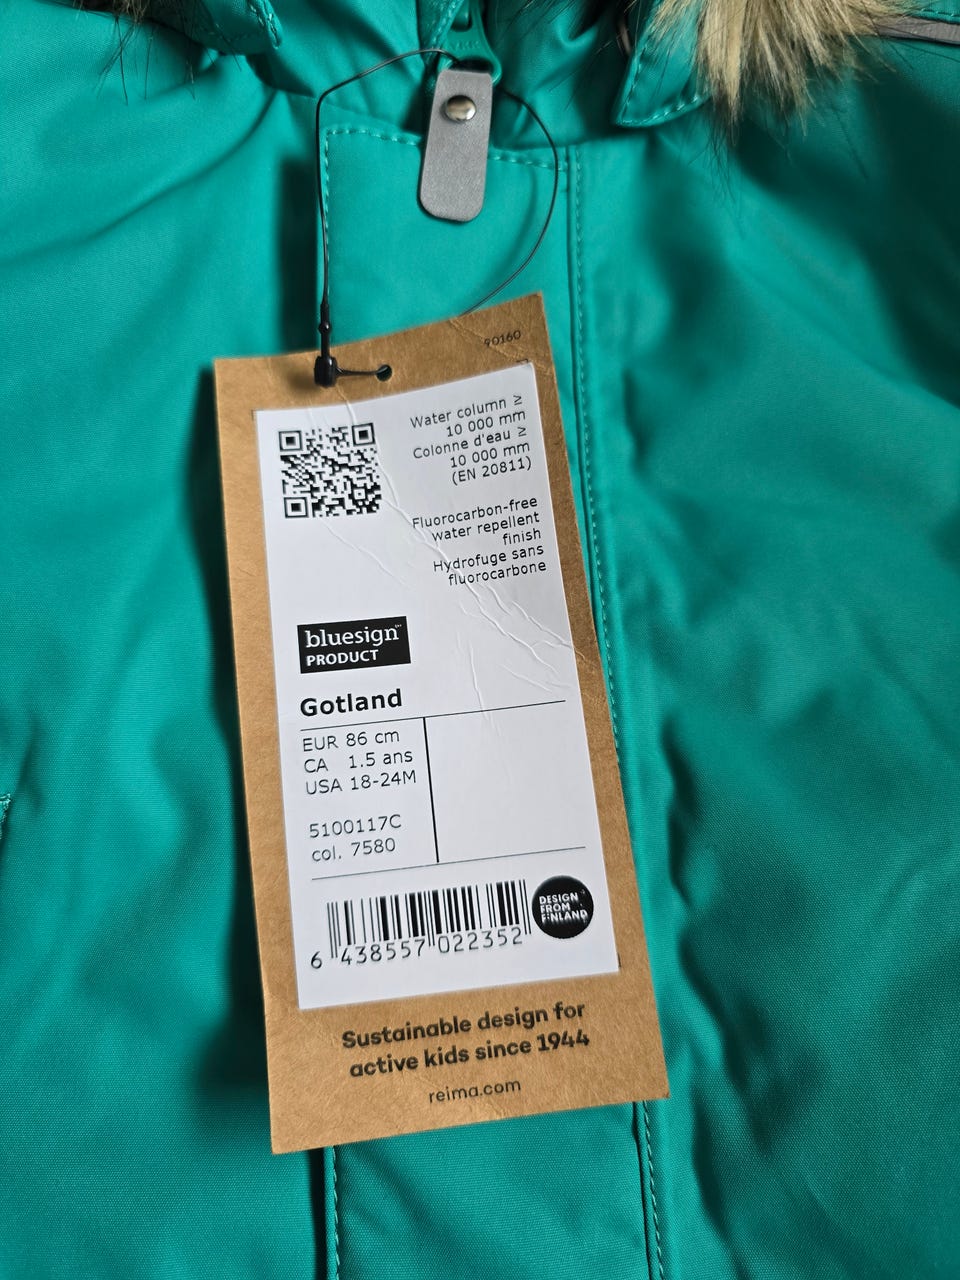 90160
Water column ≥
10 000 mm
Colonne d'eau ≥
10 000 mm
(EN 20811)
Fluorocarbon-free
water repellent
finish
Hydrofuge sans
fluorocarbone
bluesign
PRODUCT
Gotland
EUR 86 cm
CA 1.5 ans
USA 18-24M
5100117C
col. 7580
6 438557 022352
DESIGN
FROM
FINLAND
Sustainable design for
active kids since 1944
reima.com